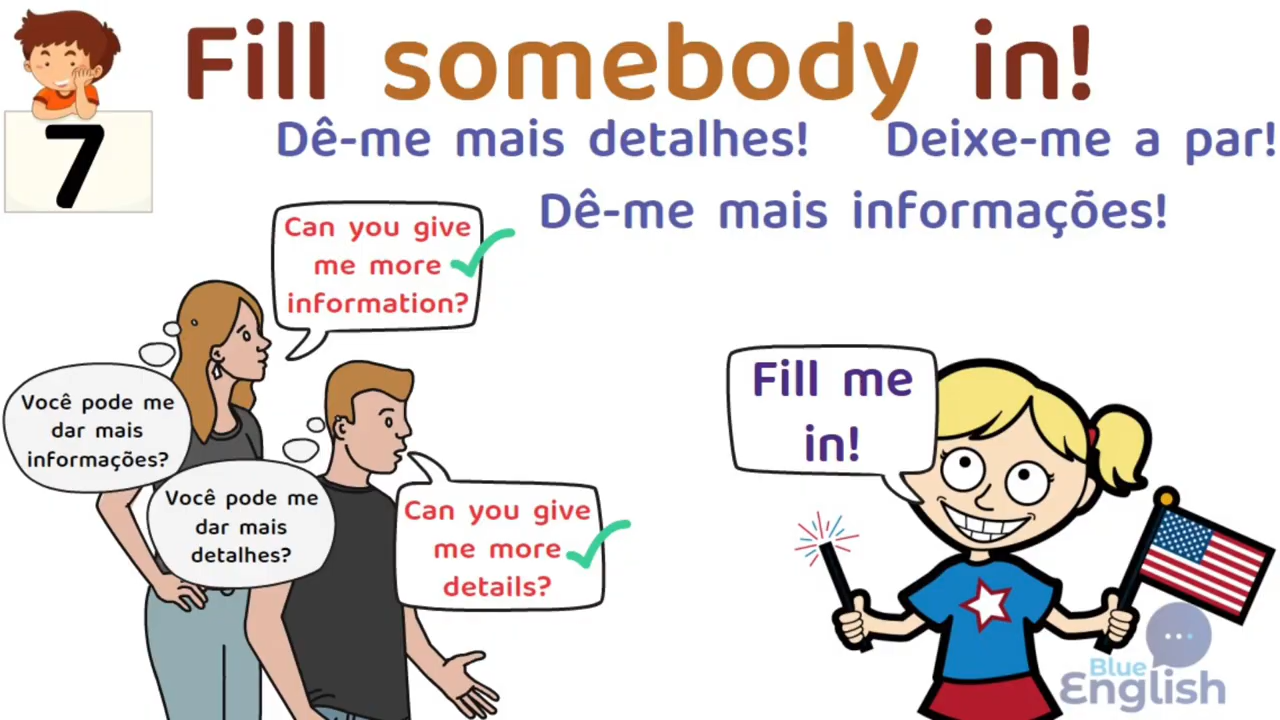 Fill somebody in!
7
Dê-me mais detalhes! Deixe-me a par!
Dê-me mais informações!
Can you give
me more
information?
Você pode me
dar mais
informações?
Você pode me
dar mais
detalhes?
Can you give
me more
details?
Fill me
in!
Blue
English